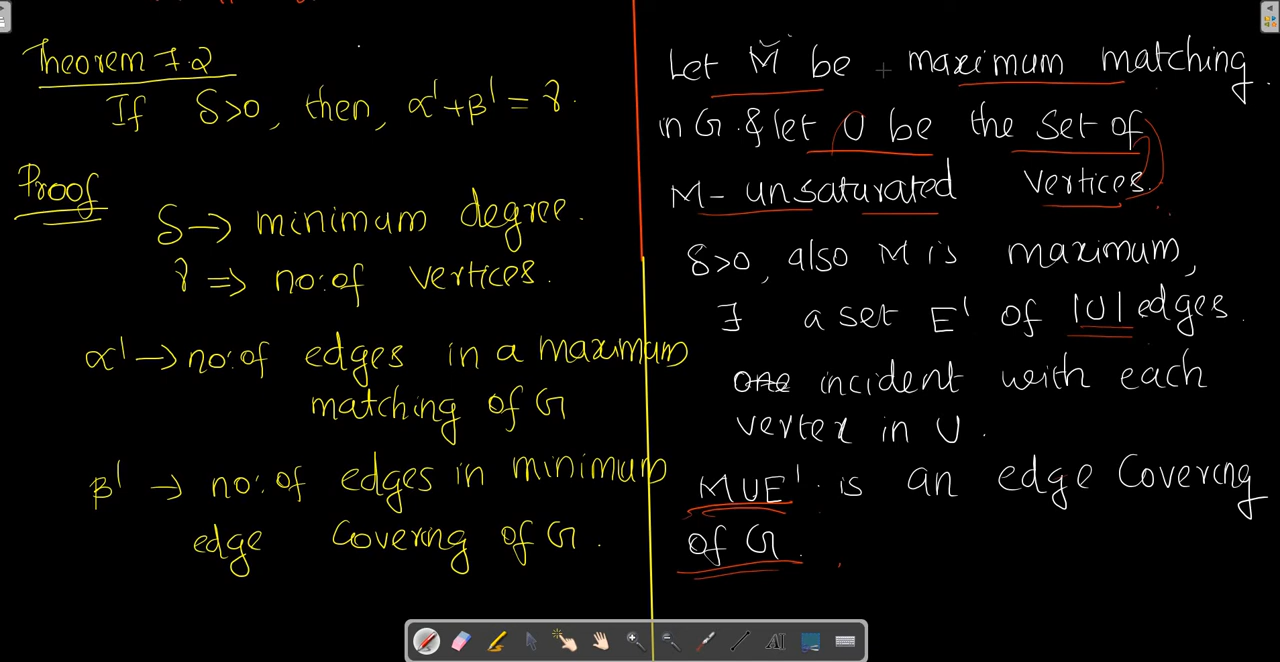 Theorem 7.2
If δ>0, then, α'+β' = γ.
Proof
δ → minimum degree.
γ ⇒ no: of vertices.
α' → no: of edges in a maximum
matching of G
β' → no: of edges in minimum
edge covering of G.
Let M be maximum matching
in G. & let U be the set of
M-unsaturated vertices.
δ>0, also M is maximum,
∃ a set E' of |U| edges.
one incident with each
vertex in U.
M∪E' is an edge covering
of G.
AI